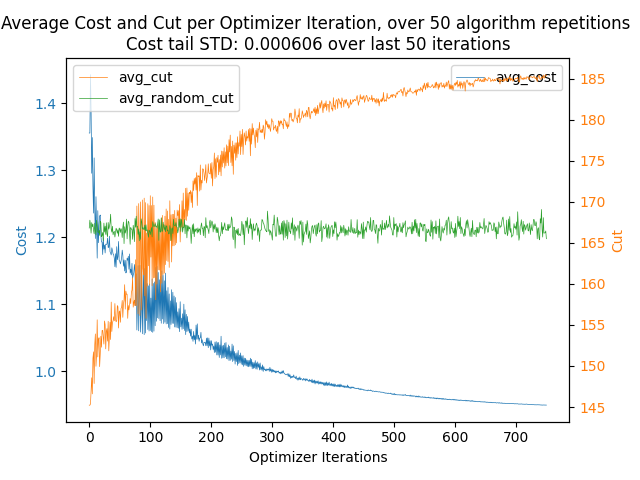 Average Cost and Cut per Optimizer Iteration, over 50 algorithm repetitions
Cost tail STD: 0.000606 over last 50 iterations
avg_cut
avg_random_cut
avg_cost
1.4
1.3
1.2
1.1
1.0
Cost
185
180
175
170
165
160
155
150
145
Cut
0 100 200 300 400 500 600 700
Optimizer Iterations